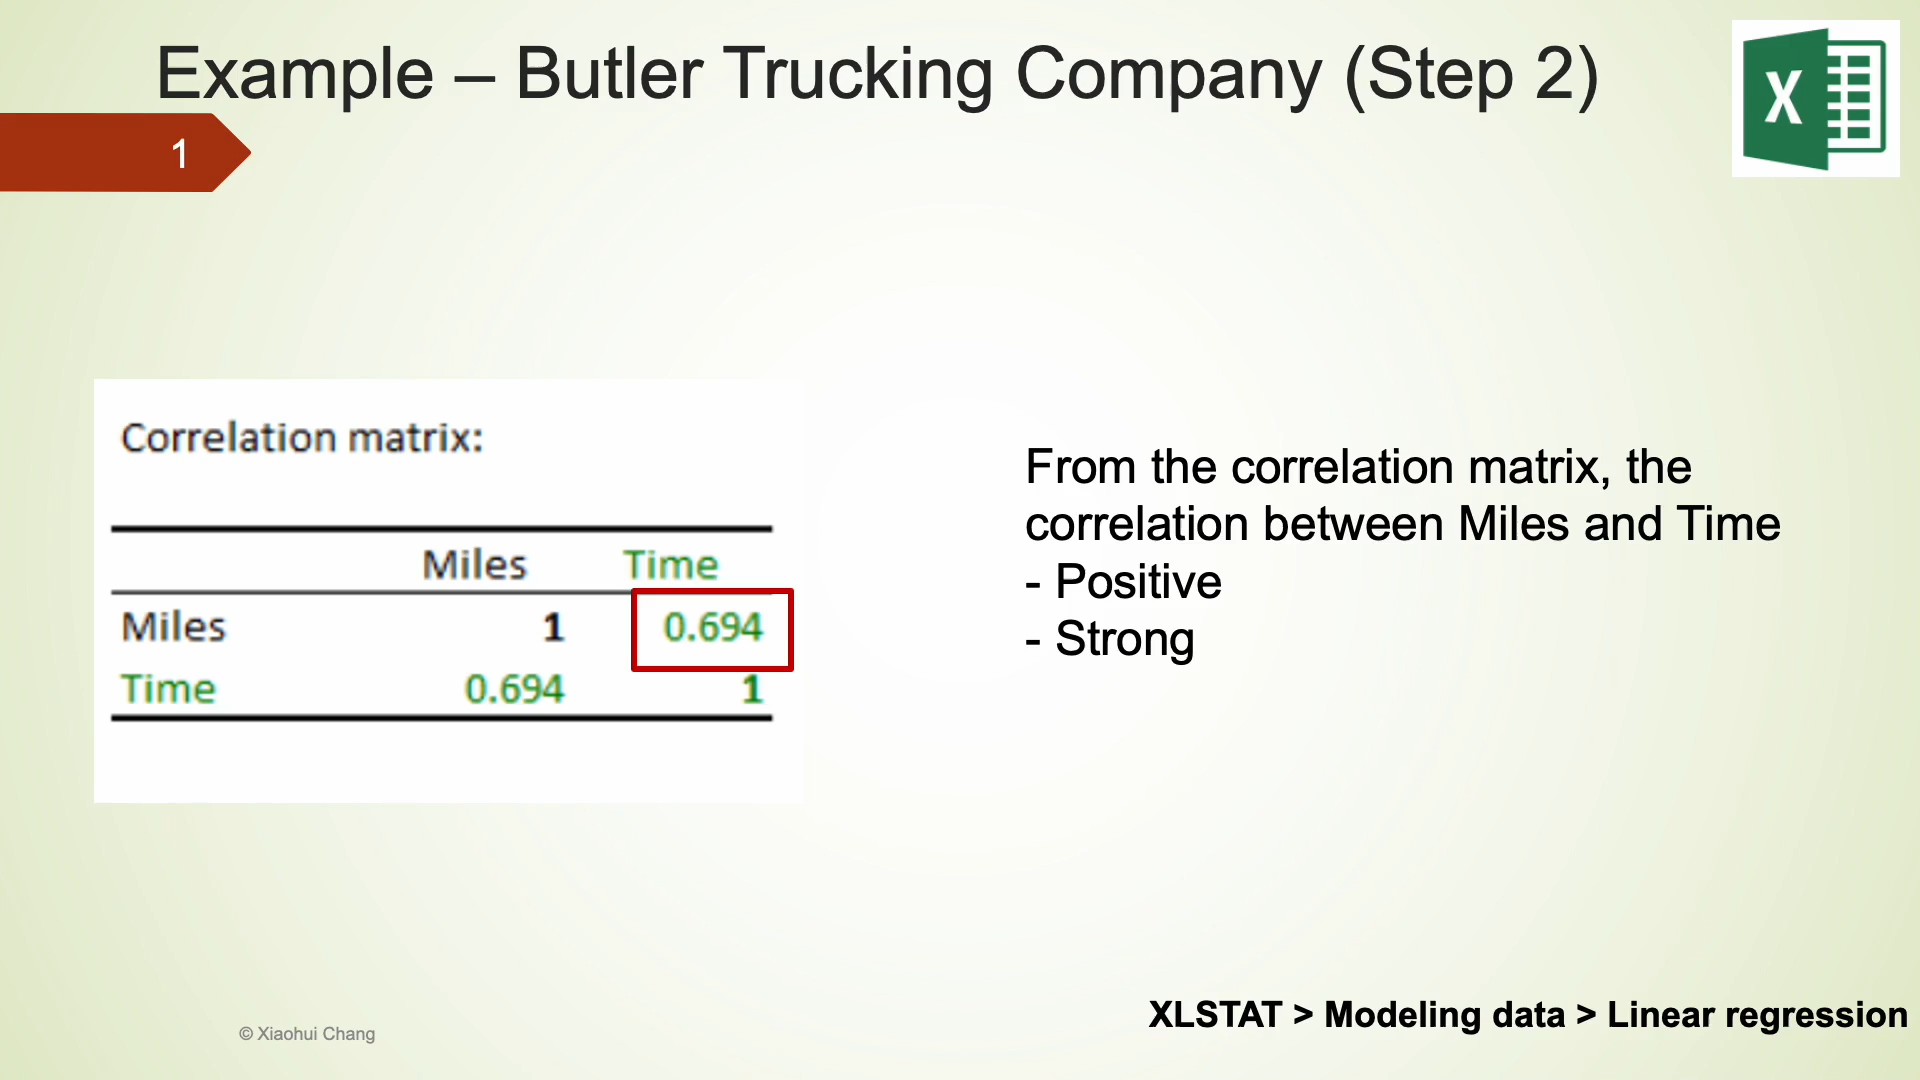 Example – Butler Trucking Company (Step 2)
X
1
Correlation matrix:
Miles Time
Miles 1 0.694
Time 0.694 1
From the correlation matrix, the
correlation between Miles and Time
- Positive
- Strong
XLSTAT > Modeling data > Linear regression
© Xiaohui Chang